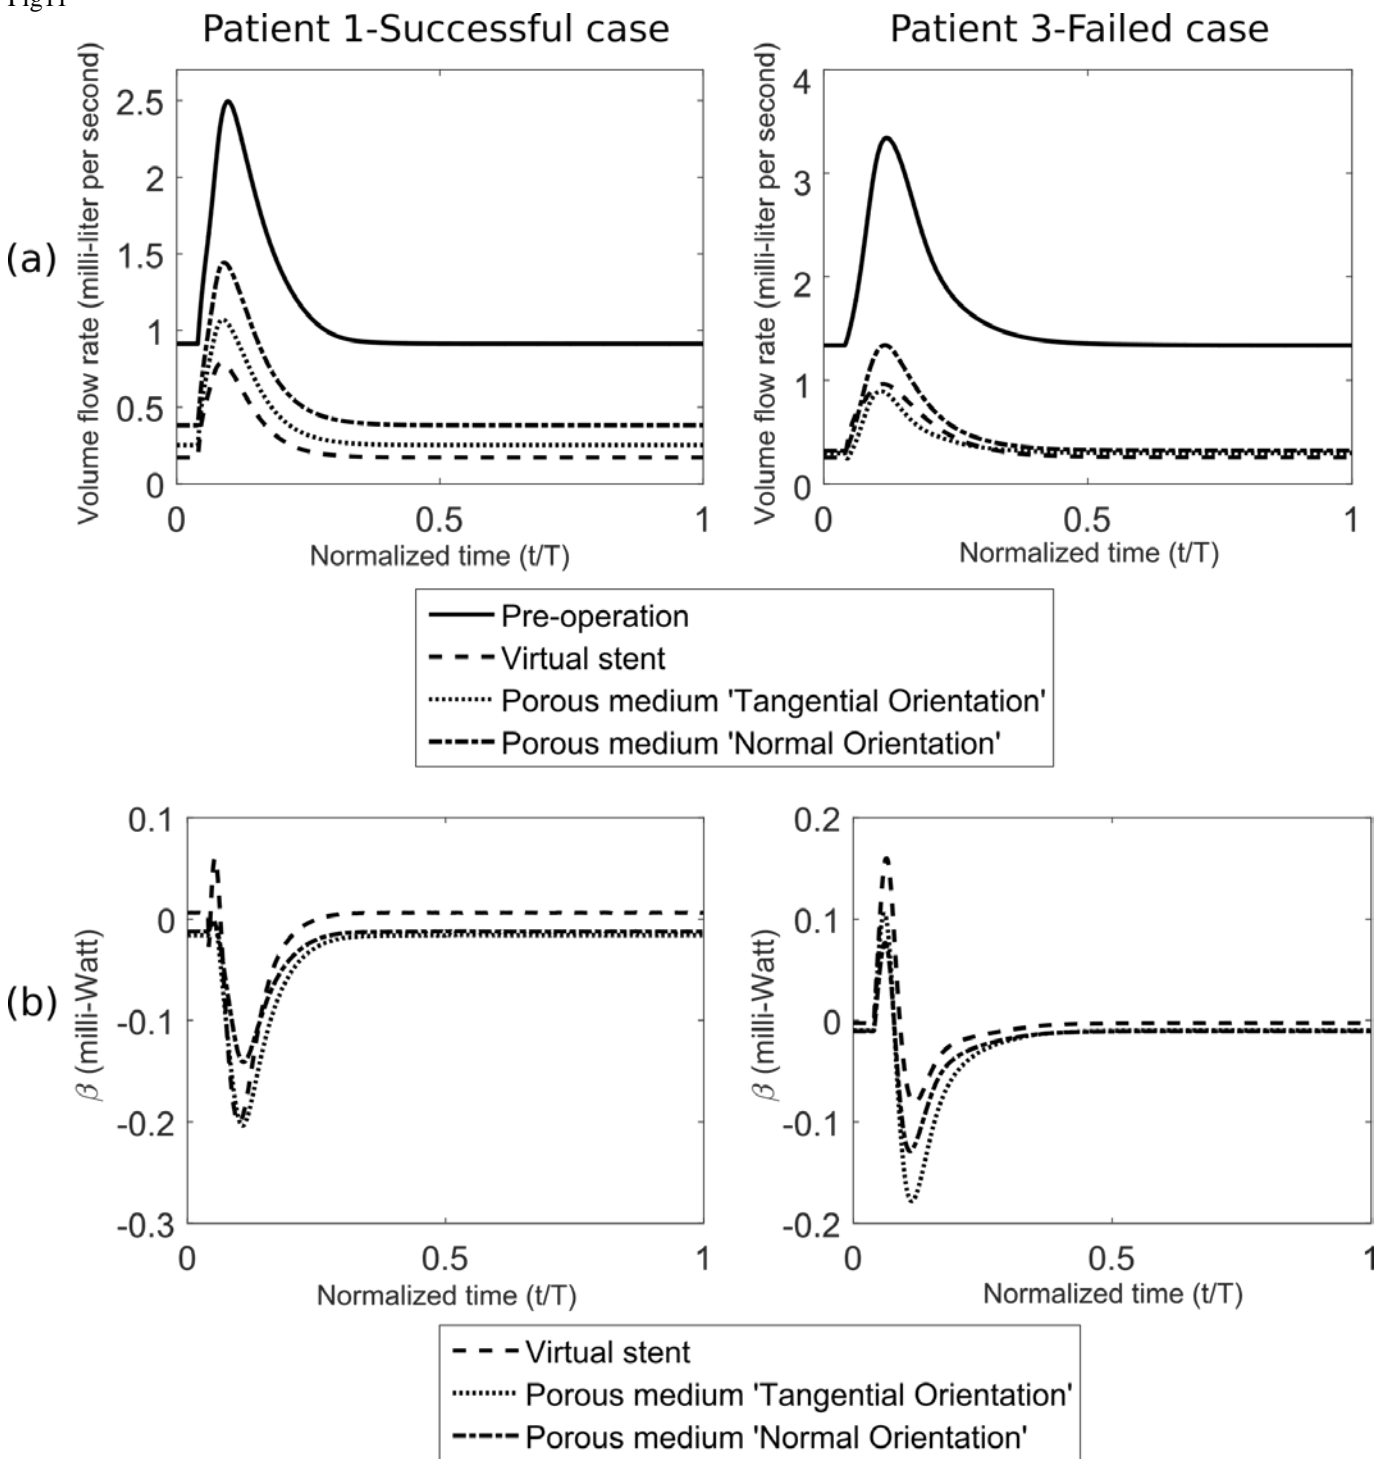 Fig11
Patient 1-Successful case
Patient 3-Failed case
(a)
Volume flow rate (milli-liter per second)
2.5
2
1.5
1
0.5
0
0
0.5
1
Normalized time (t/T)
Volume flow rate (milli-liter per second)
4
3
2
1
0
0
0.5
1
Normalized time (t/T)
Pre-operation
Virtual stent
Porous medium 'Tangential Orientation'
Porous medium 'Normal Orientation'
(b)
β (milli-Watt)
0.1
0
-0.1
-0.2
-0.3
0
0.5
1
Normalized time (t/T)
β (milli-Watt)
0.2
0.1
0
-0.1
-0.2
0
0.5
1
Normalized time (t/T)
Virtual stent
Porous medium 'Tangential Orientation'
Porous medium 'Normal Orientation'